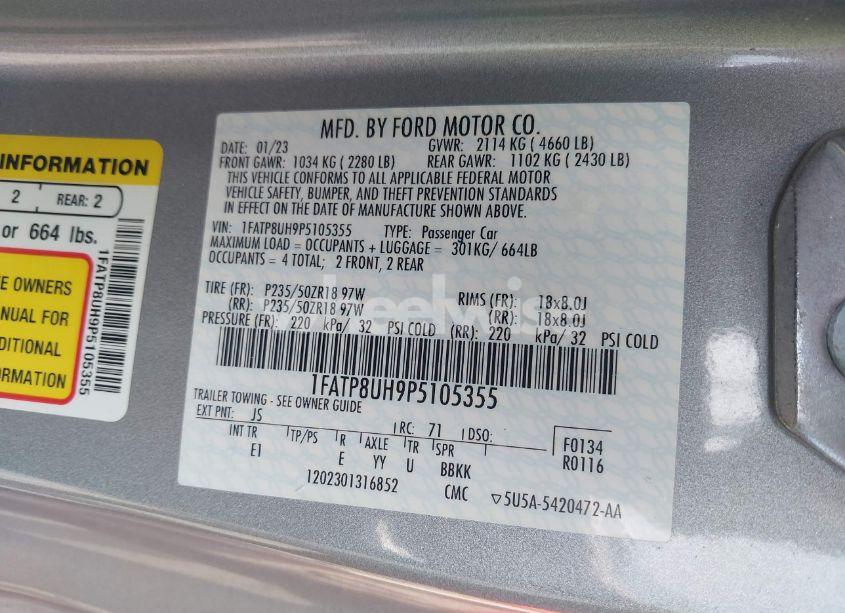 INFORMATION
2 REAR: 2
or 664 lbs.
E OWNERS
NUAL FOR
DITIONAL
ORMATION
1FATP8UH9P5105355
MFD. BY FORD MOTOR CO.
DATE: 01/23 GVWR: 2114 KG ( 4660 LB)
FRONT GAWR: 1034 KG ( 2280 LB) REAR GAWR: 1102 KG ( 2430 LB)
THIS VEHICLE CONFORMS TO ALL APPLICABLE FEDERAL MOTOR
VEHICLE SAFETY, BUMPER, AND THEFT PREVENTION STANDARDS
IN EFFECT ON THE DATE OF MANUFACTURE SHOWN ABOVE.
VIN: 1FATP8UH9P5105355 TYPE: Passenger Car
MAXIMUM LOAD = OCCUPANTS + LUGGAGE = 301KG/ 664LB
OCCUPANTS = 4 TOTAL; 2 FRONT, 2 REAR
TIRE (FR): P235/50ZR18 97W RIMS (FR): 18x8.0J
(RR): P235/50ZR18 97W (RR): 18x8.0J
PRESSURE (FR): 220 kPa/ 32 PSI COLD (RR): 220 kPa/ 32 PSI COLD
1FATP8UH9P5105355
TRAILER TOWING - SEE OWNER GUIDE
EXT PNT: JS RC: 71 DSO: F0134
INT TR TP/PS R AXLE TR SPR R0116
EI E YY U BBKK
1202301316852 CMC ▽5U5A-5420472-AA